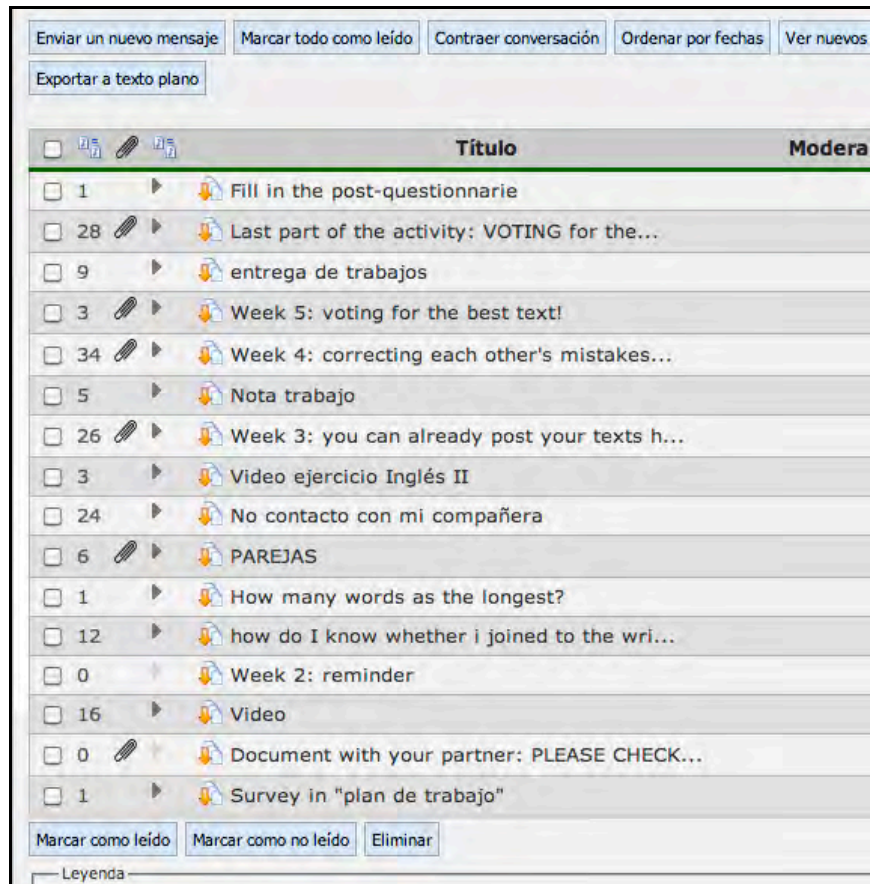 Enviar un nuevo mensaje Marcar todo como leído Contraer conversación Ordenar por fechas Ver nuevos
Exportar a texto plano
Título Modera
1 Fill in the post-questionnarie
28 Last part of the activity: VOTING for the...
9 entrega de trabajos
3 Week 5: voting for the best text!
34 Week 4: correcting each other's mistakes...
5 Nota trabajo
26 Week 3: you can already post your texts h...
3 Video ejercicio Inglés II
24 No contacto con mi compañera
6 PAREJAS
1 How many words as the longest?
12 how do I know whether i joined to the wri...
0 Week 2: reminder
16 Video
0 Document with your partner: PLEASE CHECK...
1 Survey in "plan de trabajo"
Marcar como leído Marcar como no leído Eliminar
Leyenda